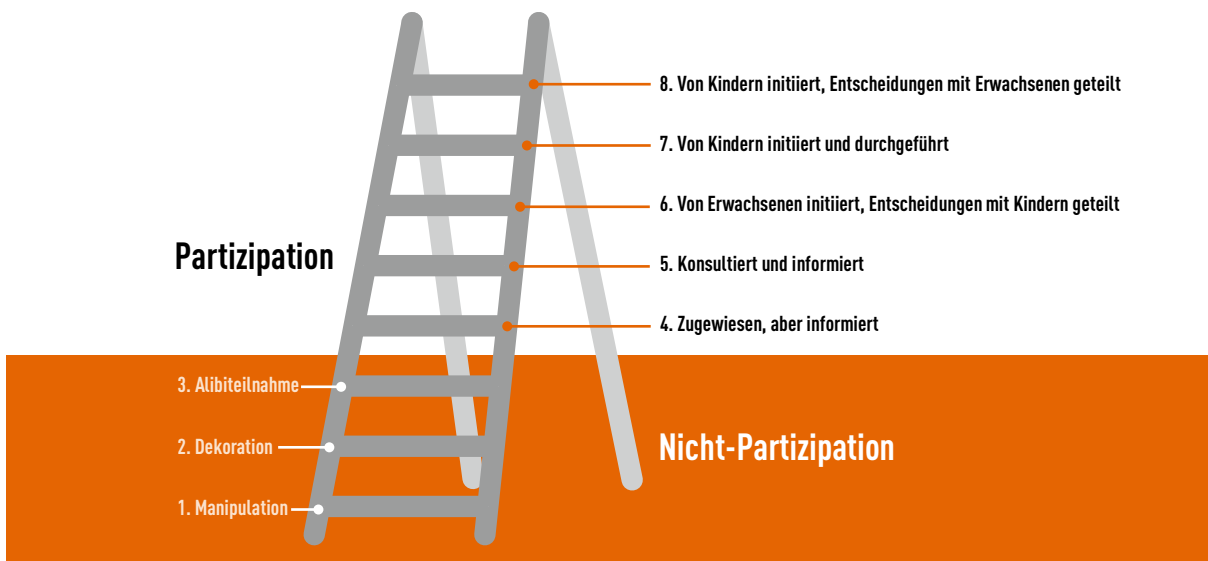 8. Von Kindern initiiert, Entscheidungen mit Erwachsenen geteilt
7. Von Kindern initiiert und durchgeführt
6. Von Erwachsenen initiiert, Entscheidungen mit Kindern geteilt
Partizipation
5. Konsultiert und informiert
4. Zugewiesen, aber informiert
3. Alibiteilnahme
2. Dekoration
Nicht-Partizipation
1. Manipulation